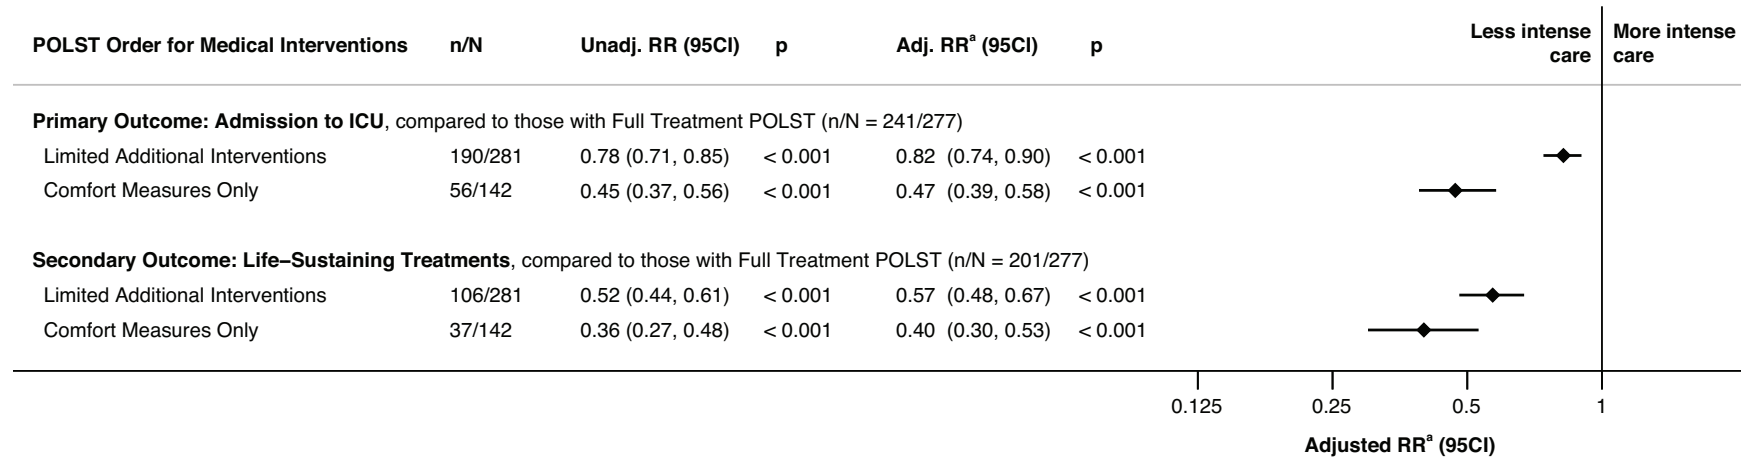 POLST Order for Medical Interventions n/N Unadj. RR (95CI) p Adj. RRᵃ (95CI) p Less intense care More intense care
Primary Outcome: Admission to ICU, compared to those with Full Treatment POLST (n/N = 241/277)
Limited Additional Interventions 190/281 0.78 (0.71, 0.85) < 0.001 0.82 (0.74, 0.90) < 0.001
Comfort Measures Only 56/142 0.45 (0.37, 0.56) < 0.001 0.47 (0.39, 0.58) < 0.001
Secondary Outcome: Life−Sustaining Treatments, compared to those with Full Treatment POLST (n/N = 201/277)
Limited Additional Interventions 106/281 0.52 (0.44, 0.61) < 0.001 0.57 (0.48, 0.67) < 0.001
Comfort Measures Only 37/142 0.36 (0.27, 0.48) < 0.001 0.40 (0.30, 0.53) < 0.001
0.125 0.25 0.5 1
Adjusted RRᵃ (95CI)